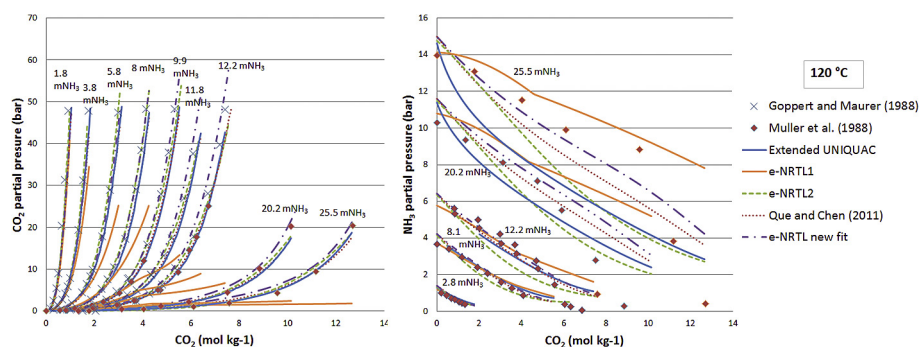 CO₂ partial pressure (bar)
70
60
50
40
30
20
10
0
1.8 mNH₃
3.8 mNH₃
5.8 mNH₃
8 mNH₃
9.9 mNH₃
11.8 mNH₃
12.2 mNH₃
20.2 mNH₃
25.5 mNH₃
0 2 4 6 8 10 12 14
CO₂ (mol kg-1)
NH₃ partial pressure (bar)
16
14
12
10
8
6
4
2
0
25.5 mNH₃
20.2 mNH₃
12.2 mNH₃
8.1 mNH₃
2.8 mNH₃
0 2 4 6 8 10 12 14
CO₂ (mol kg-1)
120 °C
Goppert and Maurer (1988)
Muller et al. (1988)
Extended UNIQUAC
e-NRTL1
e-NRTL2
Que and Chen (2011)
e-NRTL new fit